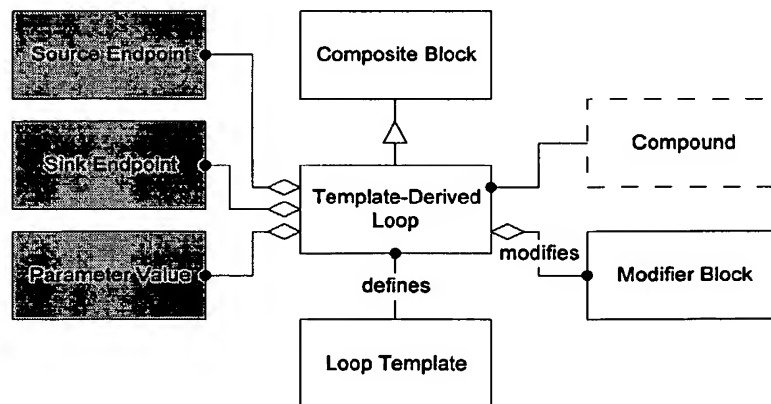 Source Endpoint
Composite Block
Sink Endpoint
Compound
Template-Derived
Loop
Parameter Value
modifies
Modifier Block
defines
Loop Template